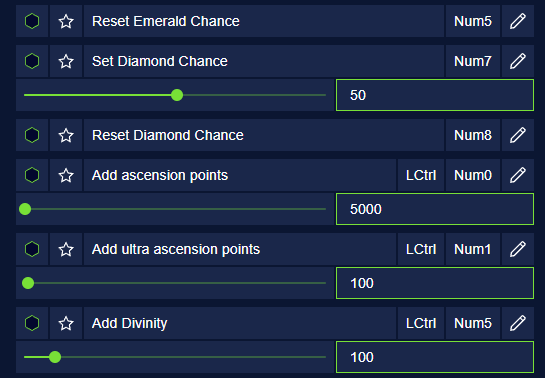 Reset Emerald Chance Num5
Set Diamond Chance Num7
50
Reset Diamond Chance Num8
Add ascension points LCtrl Num0
5000
Add ultra ascension points LCtrl Num1
100
Add Divinity LCtrl Num5
100